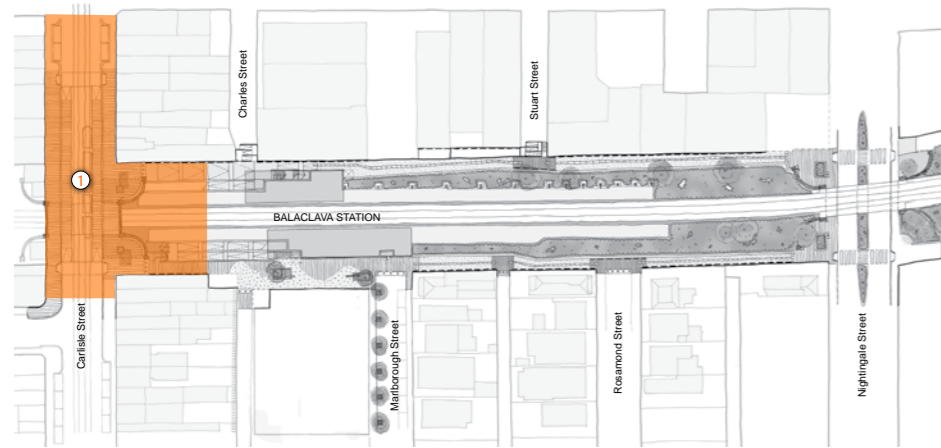 Charles Street
Stuart Street
1
BALACLAVA STATION
Carlisle Street
Marlborough Street
Rosamond Street
Nightingale Street